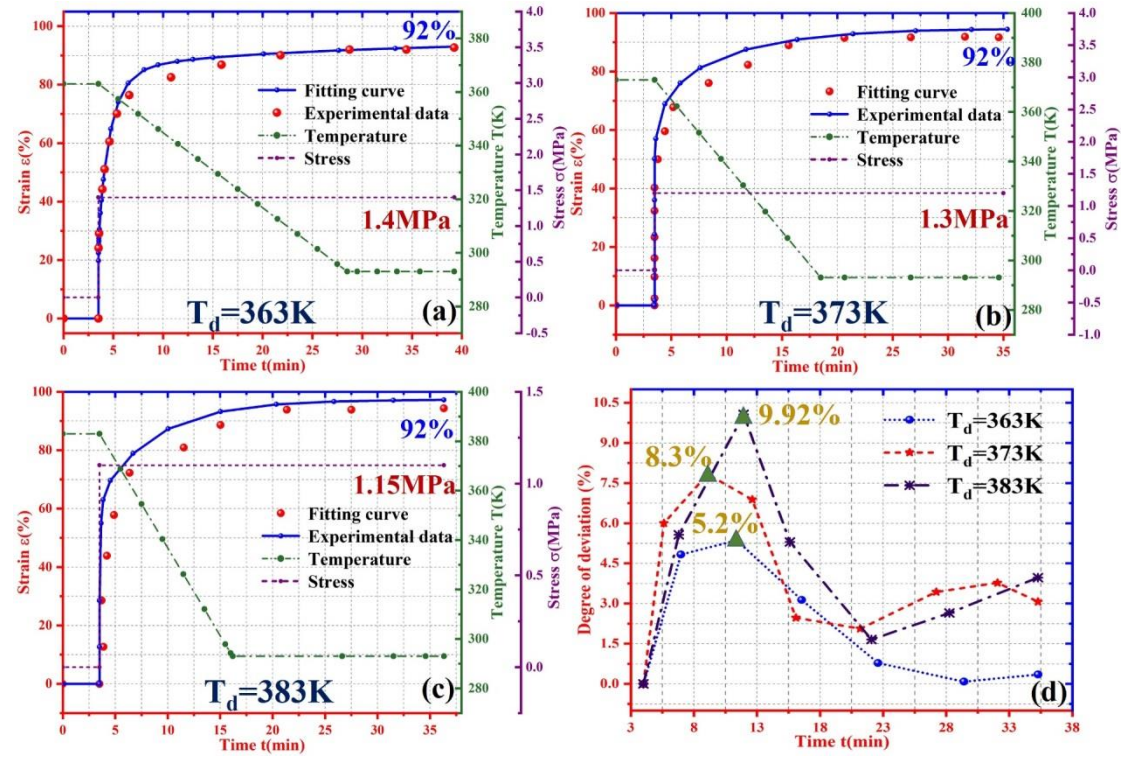 100
80
60
40
20
0
Strain ε(%)
92%
Fitting curve
Experimental data
Temperature
Stress
1.4MPa
T_d=363K
(a)
0 5 10 15 20 25 30 35 40
Time t(min)
380
360
340
320
300
280
Temperature T(K)
4.0
3.5
3.0
2.5
2.0
1.5
1.0
0.5
0.0
-0.5
Stress σ(MPa)
100
80
60
40
20
0
Strain ε(%)
92%
Fitting curve
Experimental data
Temperature
Stress
1.3MPa
T_d=373K
(b)
0 5 10 15 20 25 30 35
Time t(min)
400
380
360
340
320
300
280
Temperature T(K)
4.0
3.5
3.0
2.5
2.0
1.5
1.0
0.5
0.0
-0.5
-1.0
Stress σ(MPa)
100
80
60
40
20
0
Strain ε(%)
92%
1.15MPa
Fitting curve
Experimental data
Temperature
Stress
T_d=383K
(c)
0 5 10 15 20 25 30 35
Time t(min)
400
380
360
340
320
300
280
Temperature T(K)
1.5
1.0
0.5
0.0
Stress σ(MPa)
10.5
9.0
7.5
6.0
4.5
3.0
1.5
0.0
Degree of deviation (%)
9.92%
8.3%
5.2%
T_d=363K
T_d=373K
T_d=383K
(d)
3 8 13 18 23 28 33 38
Time t(min)